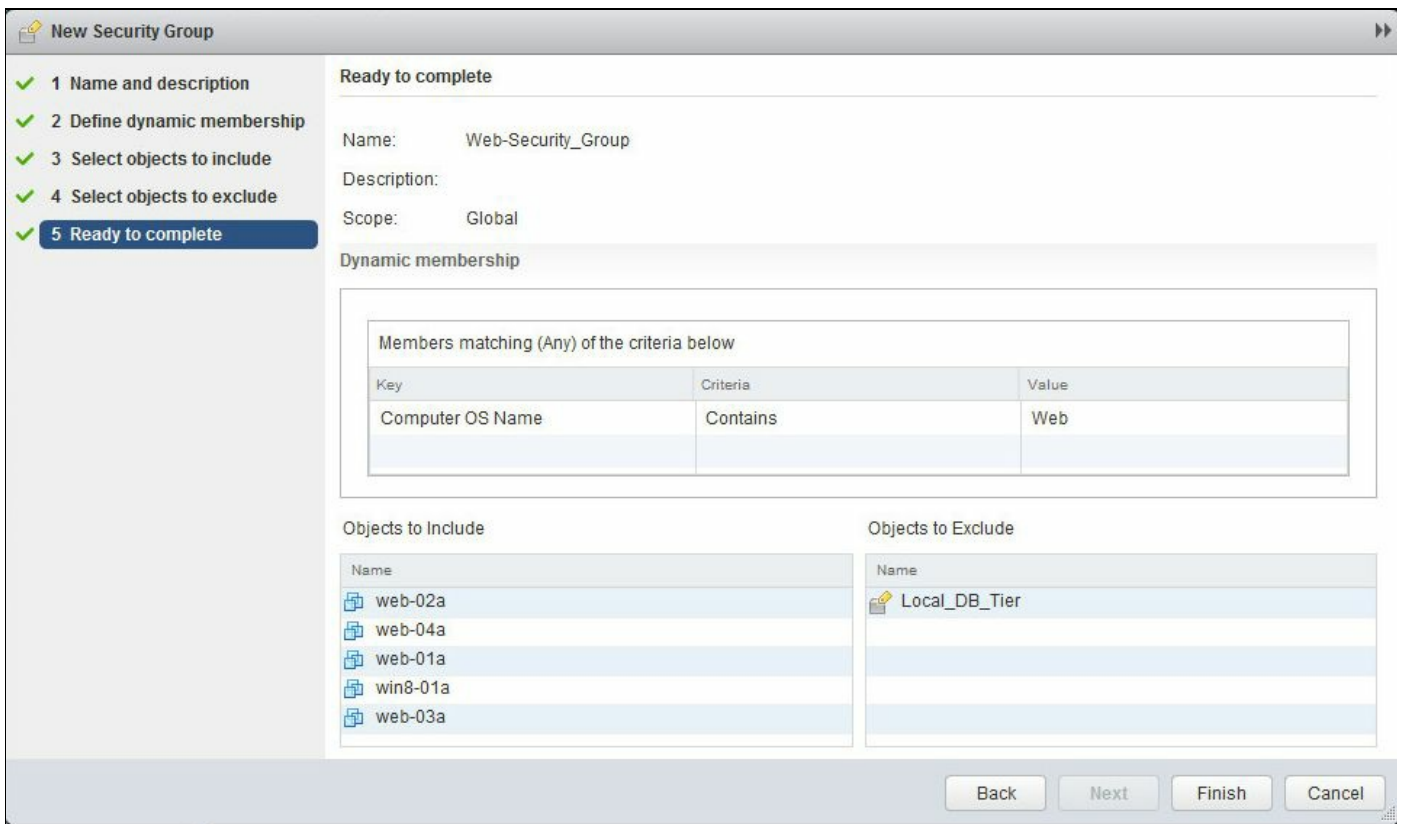 New Security Group
1 Name and description
2 Define dynamic membership
3 Select objects to include
4 Select objects to exclude
5 Ready to complete
Ready to complete
Name: Web-Security_Group
Description:
Scope: Global
Dynamic membership
Members matching (Any) of the criteria below
Key Criteria Value
Computer OS Name Contains Web
Objects to Include
Name
web-02a
web-04a
web-01a
win8-01a
web-03a
Objects to Exclude
Name
Local_DB_Tier
Back Next Finish Cancel